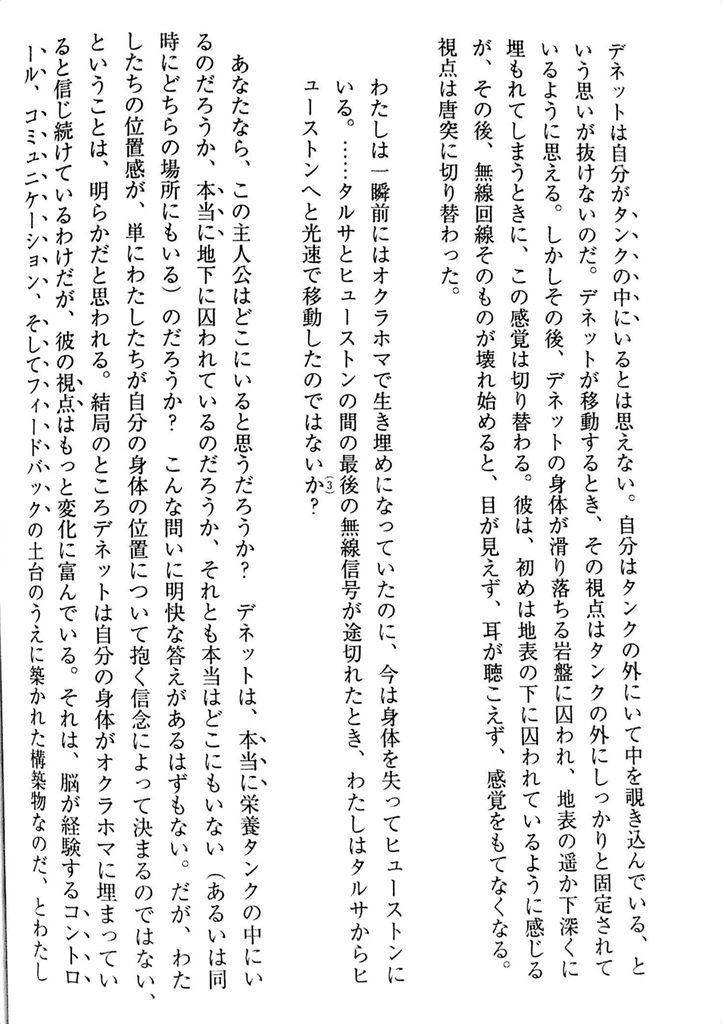 デネットは自分がタンクの中にいるとは思えない。自分はタンクの外にいて中を覗き込んでいる、と
いう思いが抜けないのだ。デネットが移動するとき、その視点はタンクの外にしっかりと固定されて
いるように思える。しかしその後、デネットの身体が滑り落ちる岩盤に囚われ、地表の遥か下深くに
埋もれてしまうときに、この感覚は切り替わる。彼は、初めは地表の下に囚われているように感じる
が、その後、無線回線そのものが壊れ始めると、目が見えず、耳が聴こえず、感覚をもてなくなる。
視点は唐突に切り替わった。
わたしは一瞬前にはオクラホマで生き埋めになっていたのに、今は身体を失ってヒューストンに
いる。……タルサとヒューストンの間の最後の無線信号が途切れたとき、わたしはタルサからヒ
ューストンへと光速で移動したのではないか？(3)
あなたなら、この主人公はどこにいると思うだろうか？　デネットは、本当に栄養タンクの中にい
るのだろうか、本当に地下に囚われているのだろうか、それとも本当はどこにもいない（あるいは同
時にどちらの場所にもいる）のだろうか？　こんな問いに明快な答えがあるはずもない。だが、わた
したちの位置感が、単にわたしたちが自分の身体の位置について抱く信念によって決まるのではない、
ということは、明らかだと思われる。結局のところデネットは自分の身体がオクラホマに埋まってい
ると信じ続けているわけだが、彼の視点はもっと変化に富んでいる。それは、脳が経験するコントロ
ール、コミュニケーション、そしてフィードバックの土台のうえに築かれた構築物なのだ、とわたし